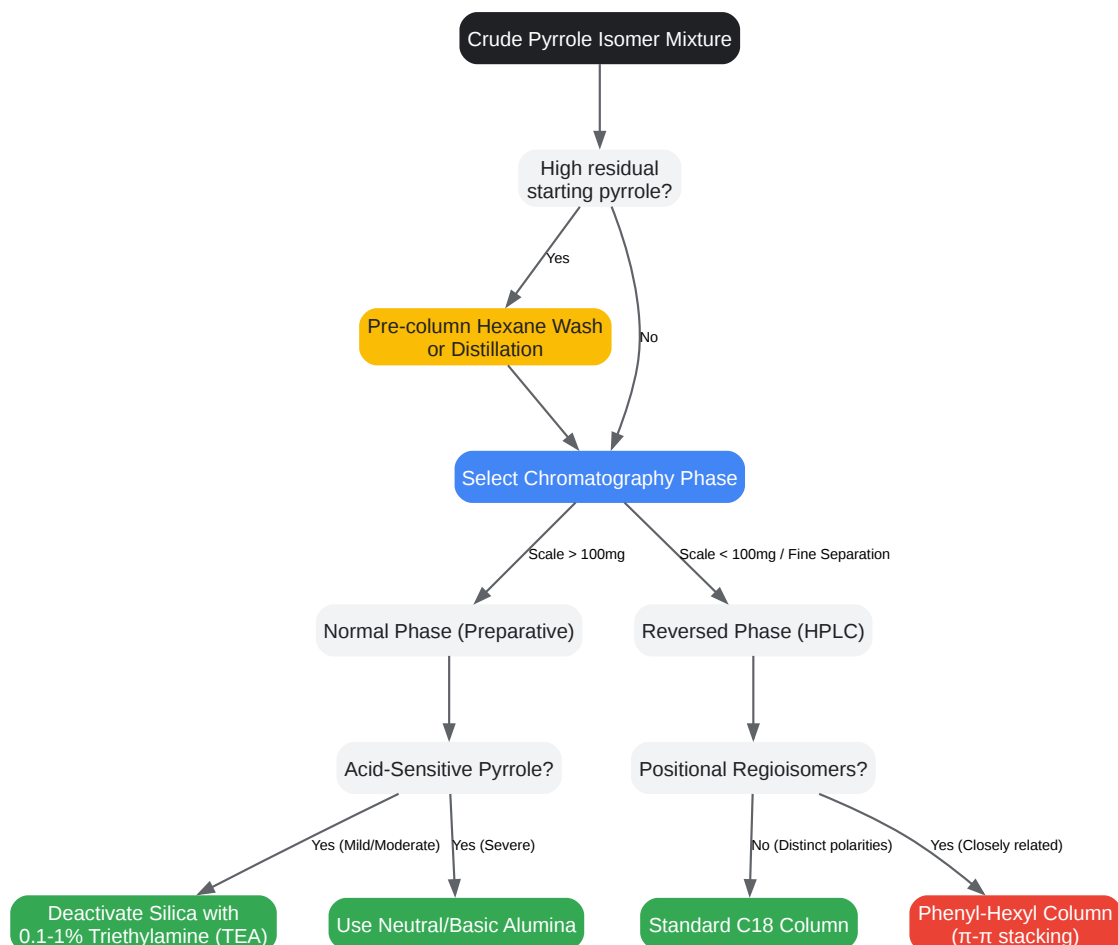 Crude Pyrrole Isomer Mixture
High residual
starting pyrrole?
Yes
Pre-column Hexane Wash
or Distillation
No
Select Chromatography Phase
Scale > 100mg
Scale < 100mg / Fine Separation
Normal Phase (Preparative)
Reversed Phase (HPLC)
Acid-Sensitive Pyrrole?
Positional Regioisomers?
Yes (Mild/Moderate)
Yes (Severe)
No (Distinct polarities)
Yes (Closely related)
Deactivate Silica with
0.1-1% Triethylamine (TEA)
Use Neutral/Basic Alumina
Standard C18 Column
Phenyl-Hexyl Column
(π-π stacking)